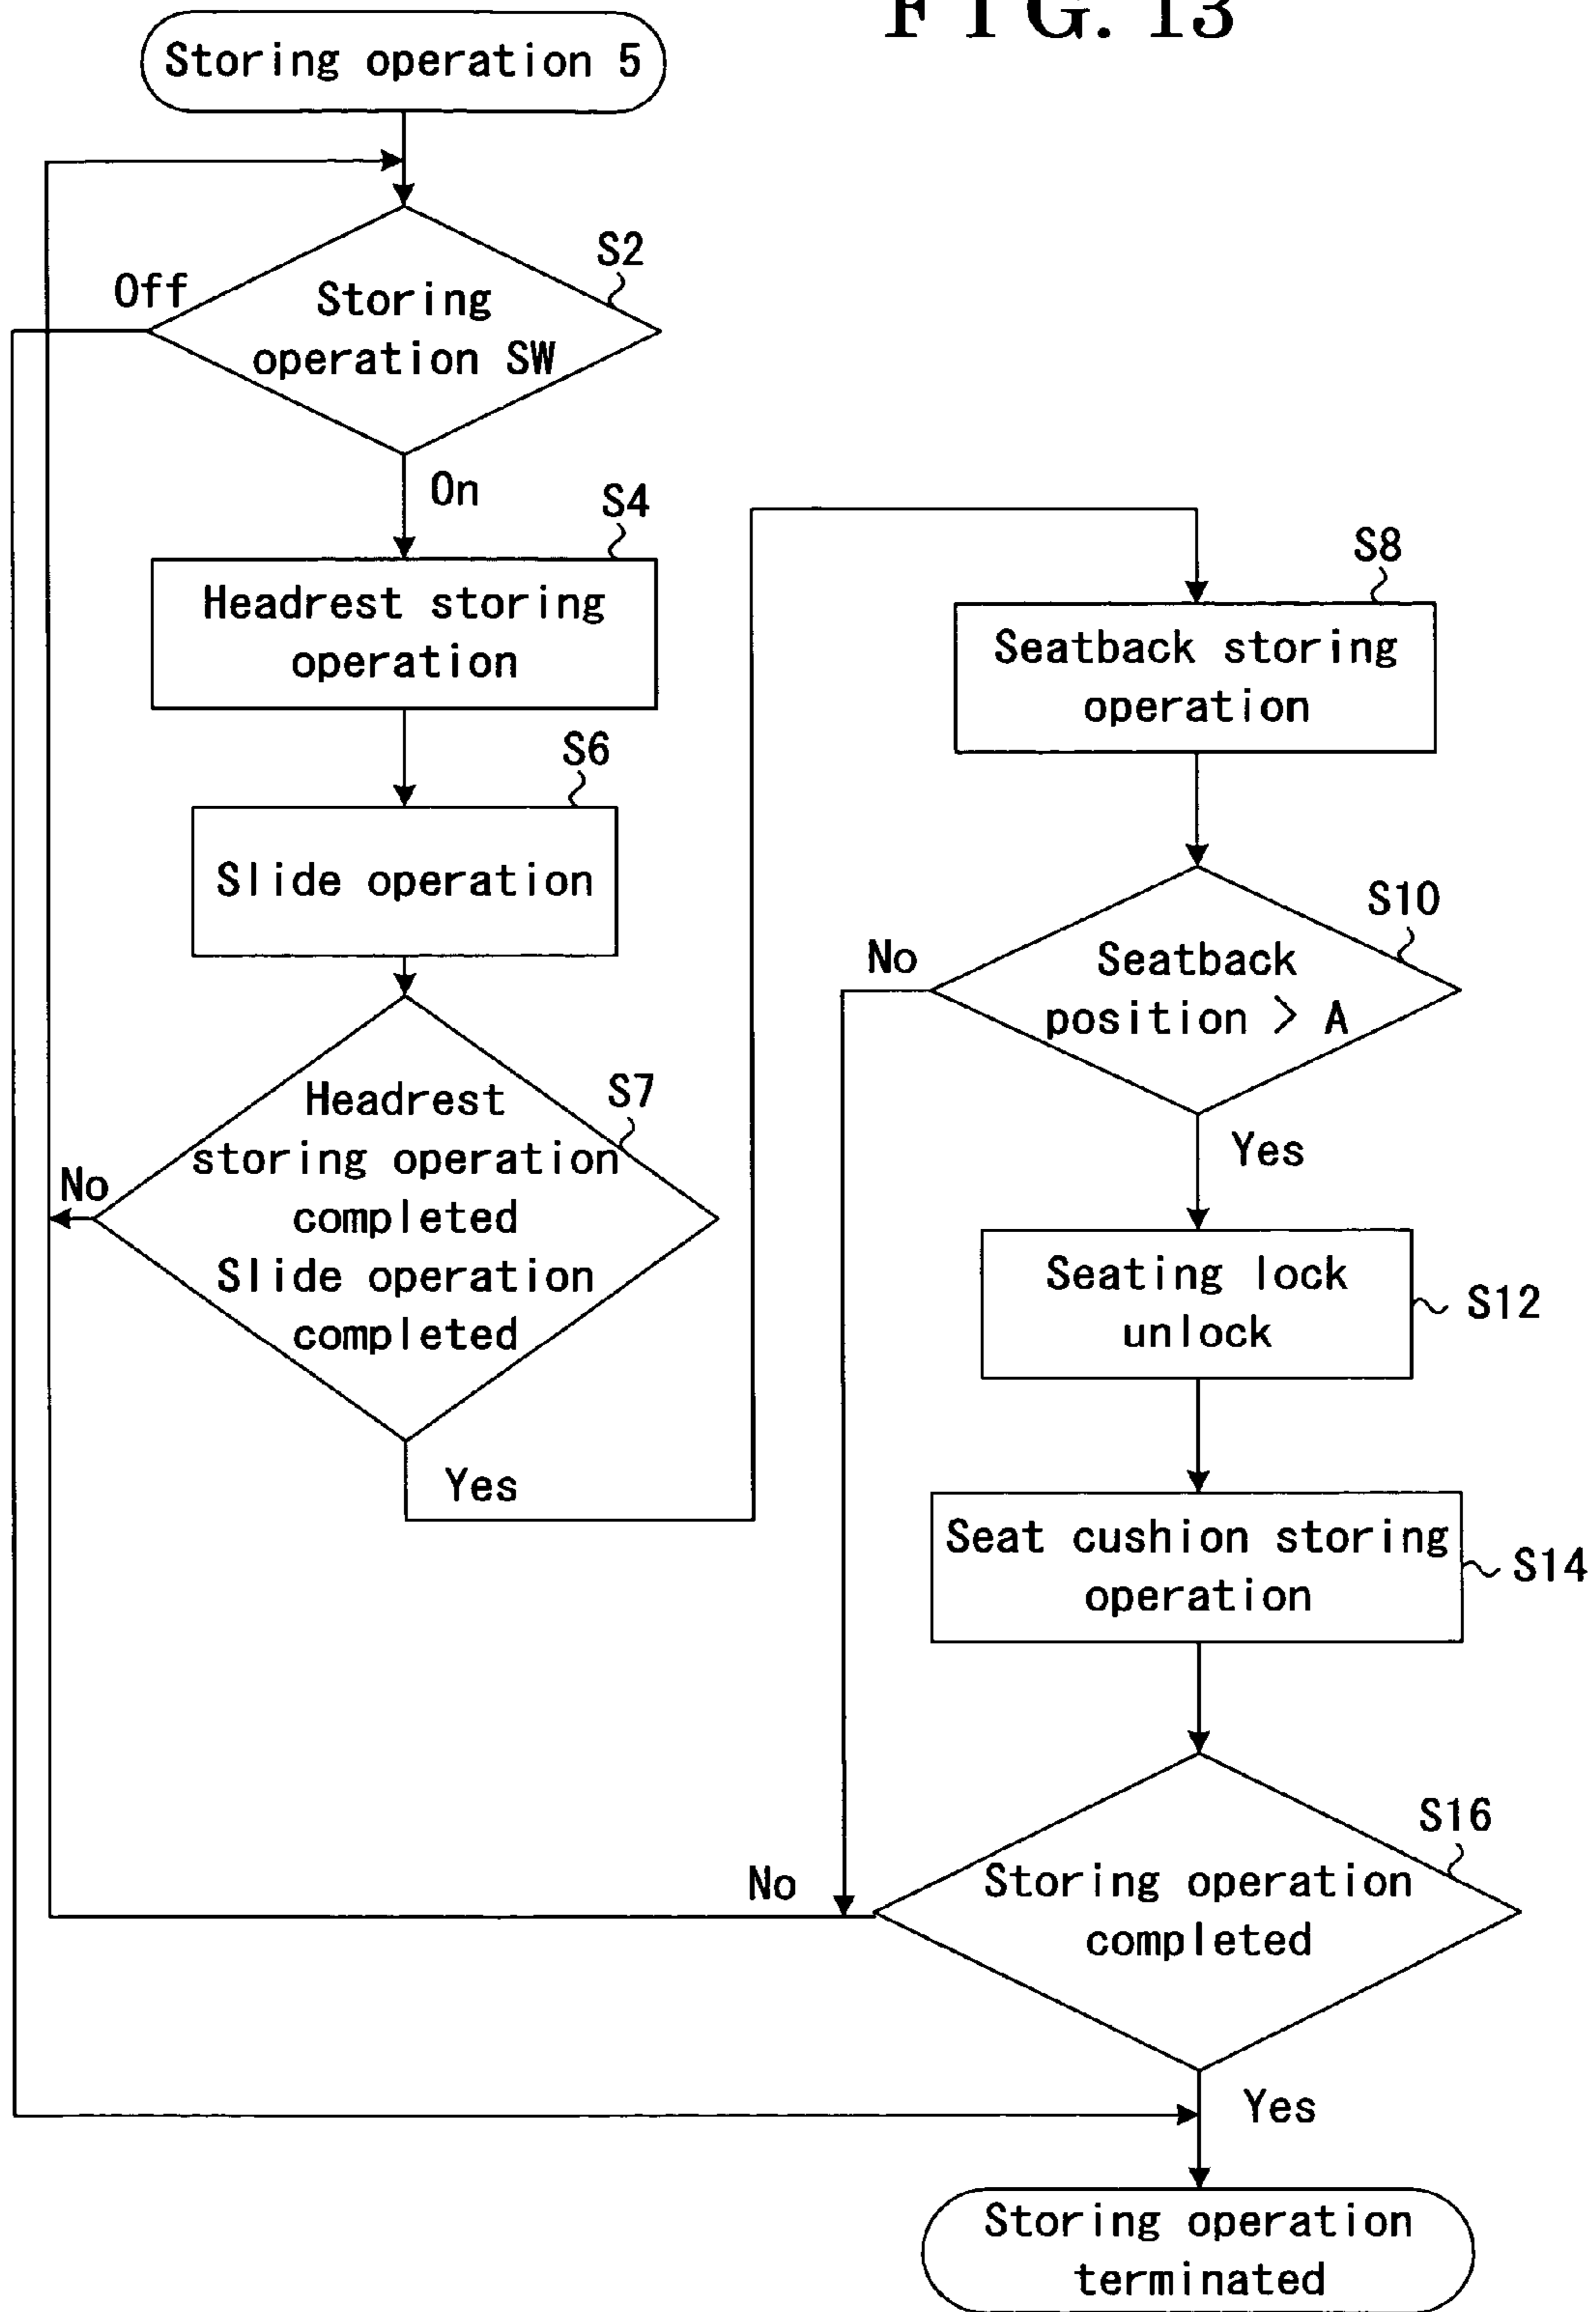 FIG. 13
Storing operation 5
S2
Off
Storing
operation SW
On
S4
Headrest storing
operation
S6
Slide operation
S7
Headrest
storing operation
completed
Slide operation
completed
No
Yes
S8
Seatback storing
operation
S10
No
Seatback
position > A
Yes
Seating lock
unlock
S12
Seat cushion storing
operation
S14
S16
No
Storing operation
completed
Yes
Storing operation
terminated